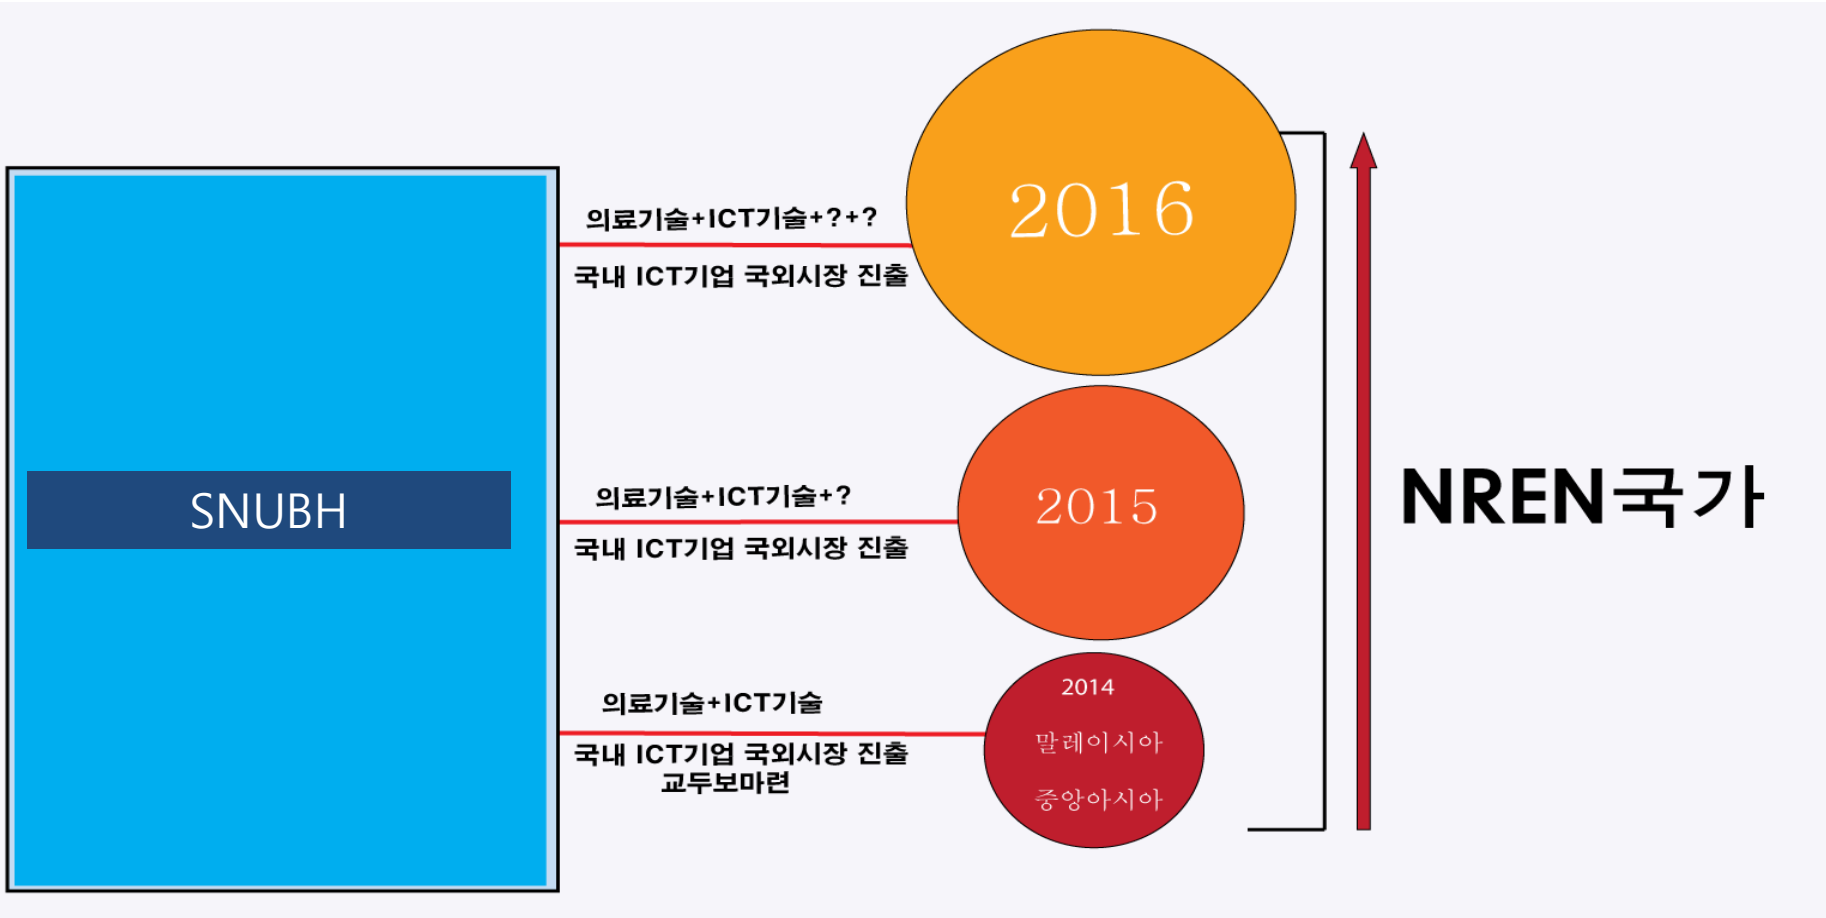 의료기술+ICT기술+?+?
국내 ICT기업 국외시장 진출
2016
SNUBH
의료기술+ICT기술+?
국내 ICT기업 국외시장 진출
2015
NREN국가
의료기술+ICT기술
국내 ICT기업 국외시장 진출
교두보마련
2014
말레이시아
중앙아시아